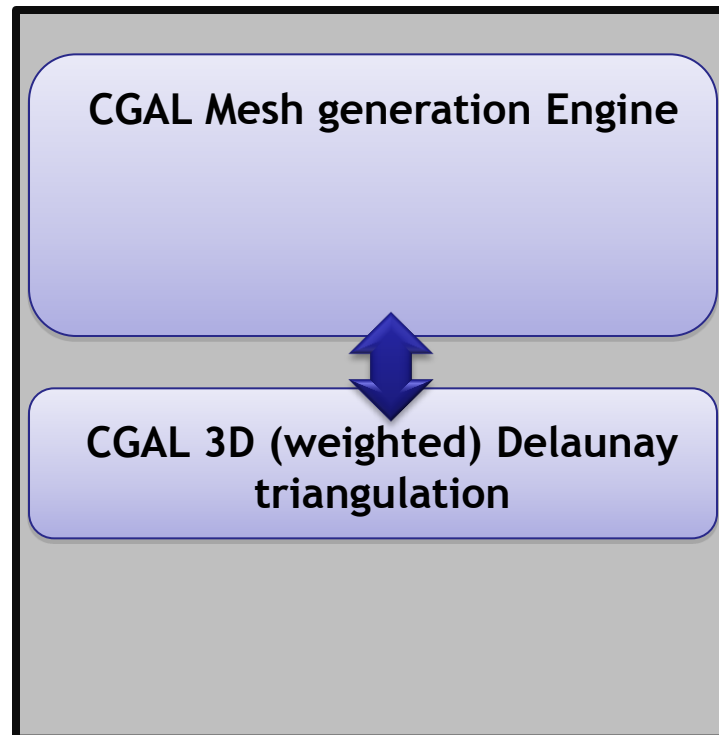 CGAL Mesh generation Engine
CGAL 3D (weighted) Delaunay
triangulation